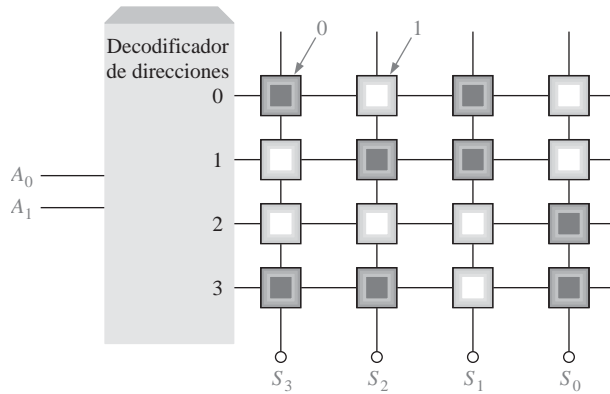 Decodificador
de direcciones
0
1
0
1
2
3
A0
A1
S3
S2
S1
S0